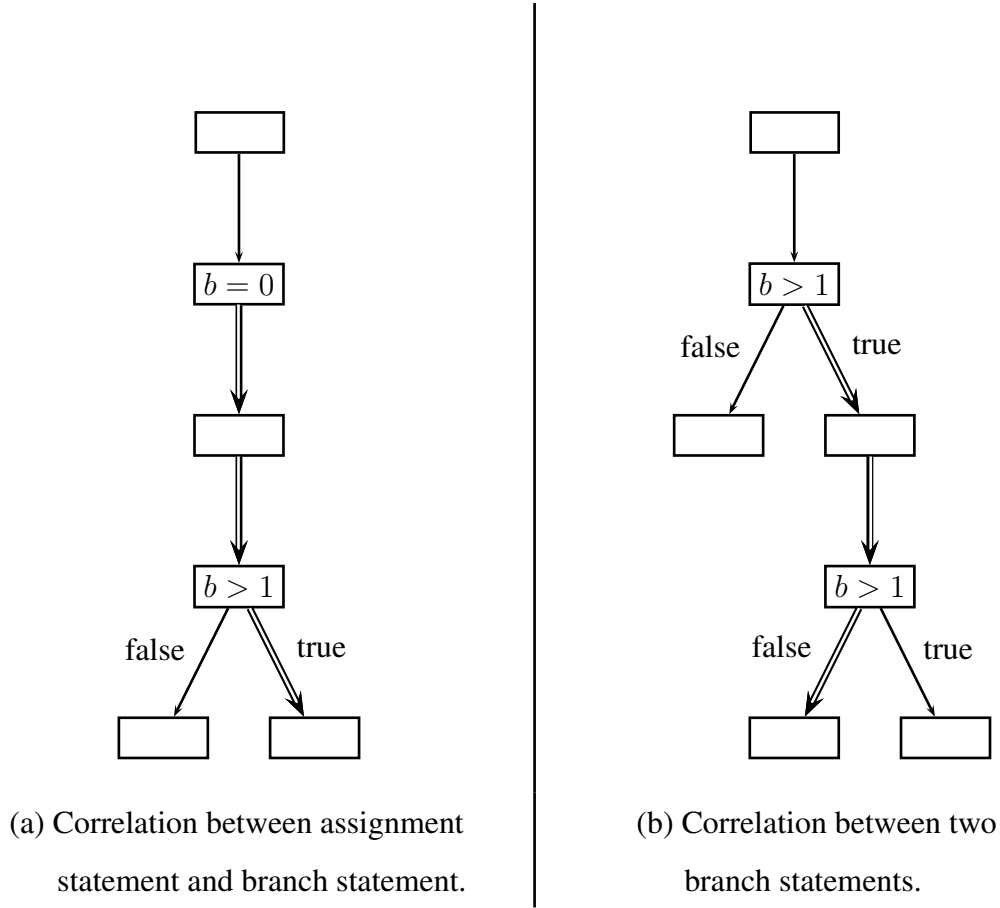 b = 0
b > 1
false
true
(a) Correlation between assignment
statement and branch statement.
b > 1
false
true
b > 1
false
true
(b) Correlation between two
branch statements.